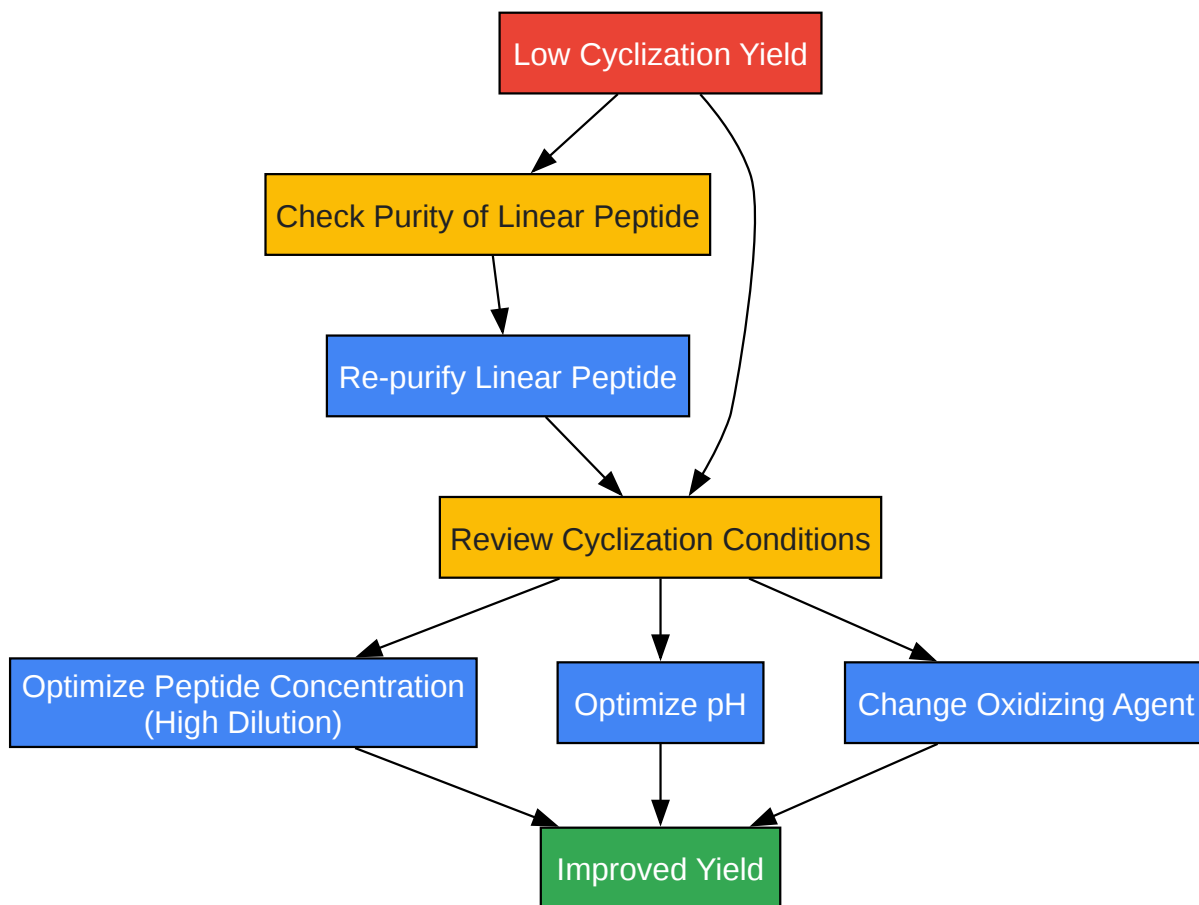 Low Cyclization Yield
Check Purity of Linear Peptide
Re-purify Linear Peptide
Review Cyclization Conditions
Optimize Peptide Concentration
(High Dilution)
Optimize pH
Change Oxidizing Agent
Improved Yield